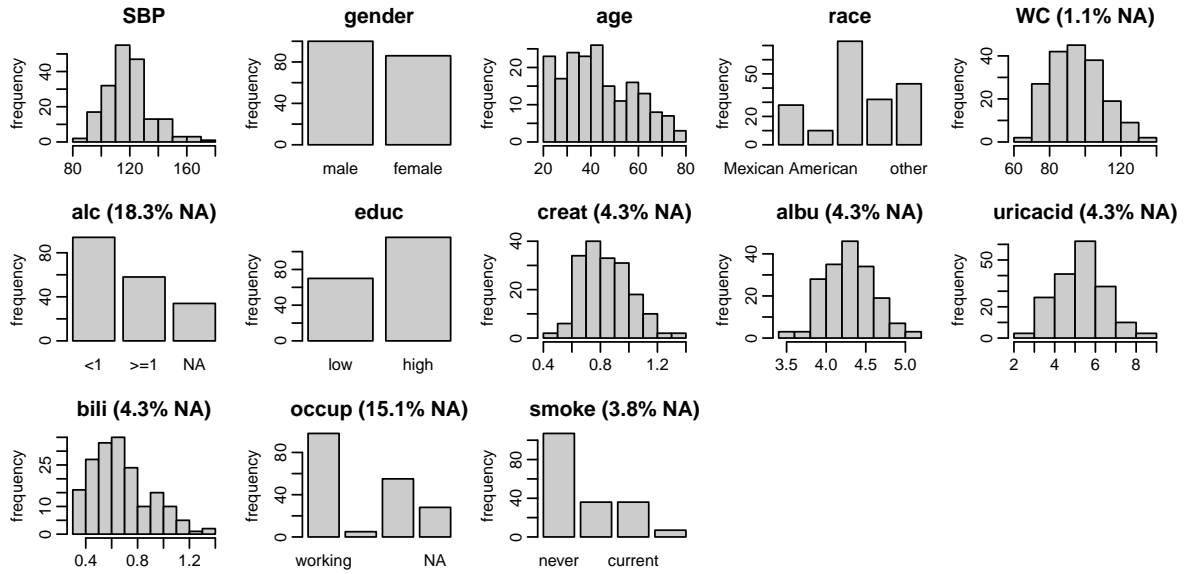 SBP
frequency
0 20 40
80 120 160
gender
frequency
0 40 80
male female
age
frequency
0 10 20
20 40 60 80
race
frequency
0 20 50
Mexican American other
WC (1.1% NA)
frequency
0 20 40
60 80 120
alc (18.3% NA)
frequency
0 40 80
<1 >=1 NA
educ
frequency
0 40 80
low high
creat (4.3% NA)
frequency
0 20 40
0.4 0.8 1.2
albu (4.3% NA)
frequency
0 20 40
3.5 4.0 4.5 5.0
uricacid (4.3% NA)
frequency
0 20 50
2 4 6 8
bili (4.3% NA)
frequency
0 10 25
0.4 0.8 1.2
occup (15.1% NA)
frequency
0 40 80
working NA
smoke (3.8% NA)
frequency
0 40 80
never current